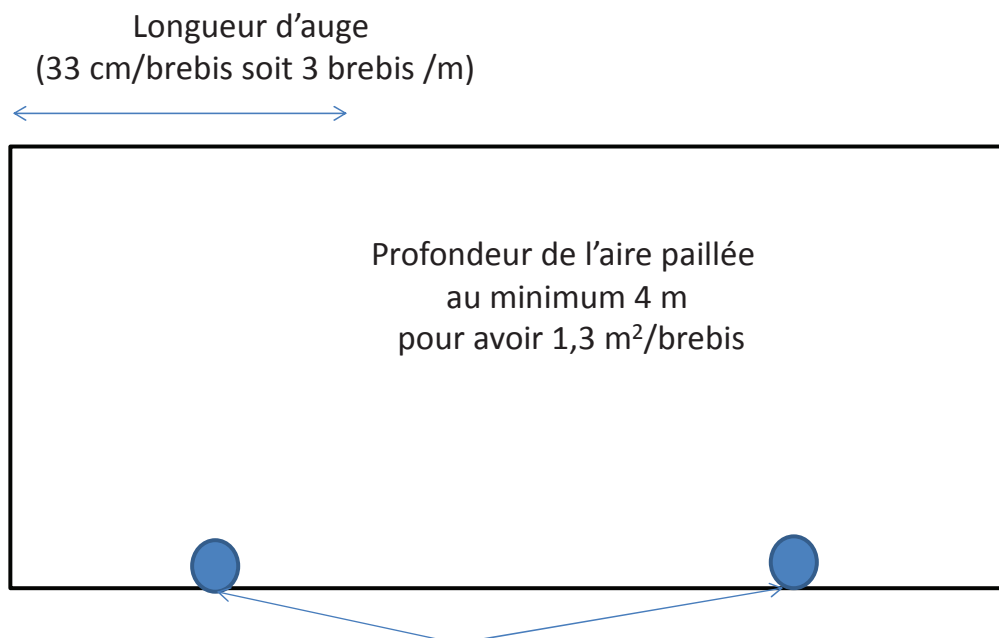 Longueur d’auge
(33 cm/brebis soit 3 brebis /m)
Profondeur de l’aire paillée
au minimum 4 m
pour avoir 1,3 m²/brebis